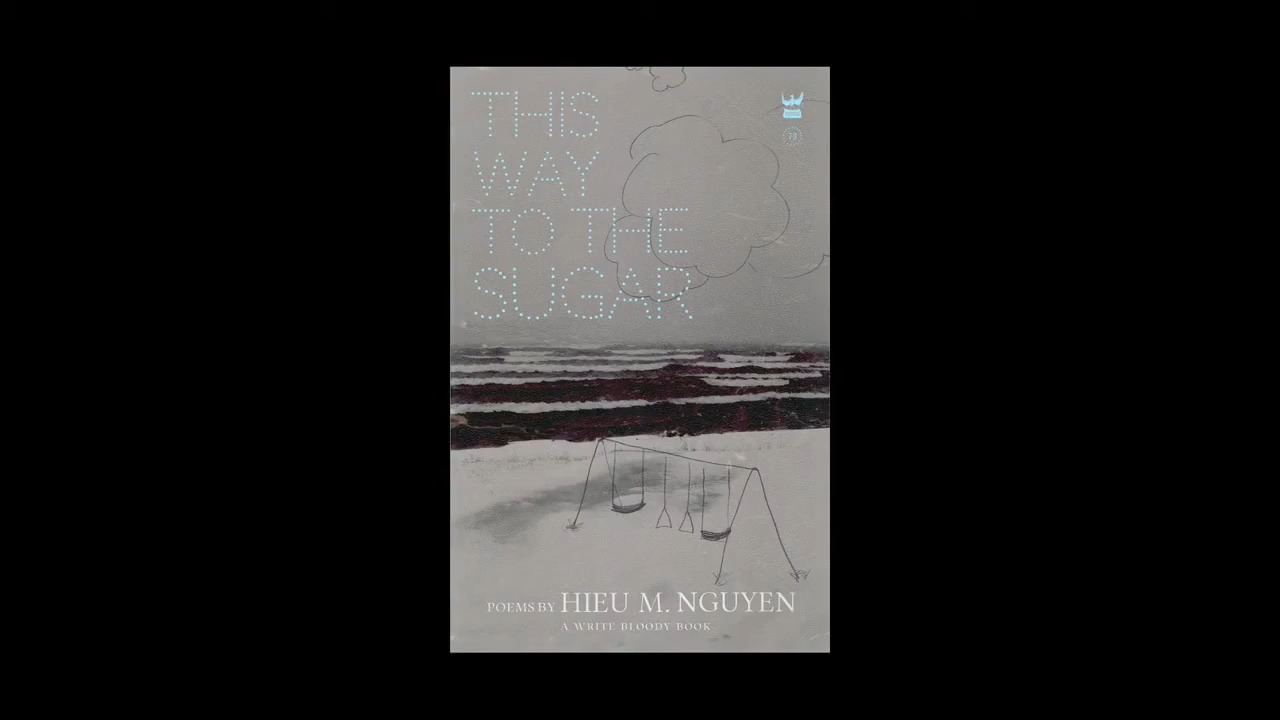 THIS
WAY
TO THE
SUGAR
POEMS BY HIEU M. NGUYEN
A WRITE BLOODY BOOK